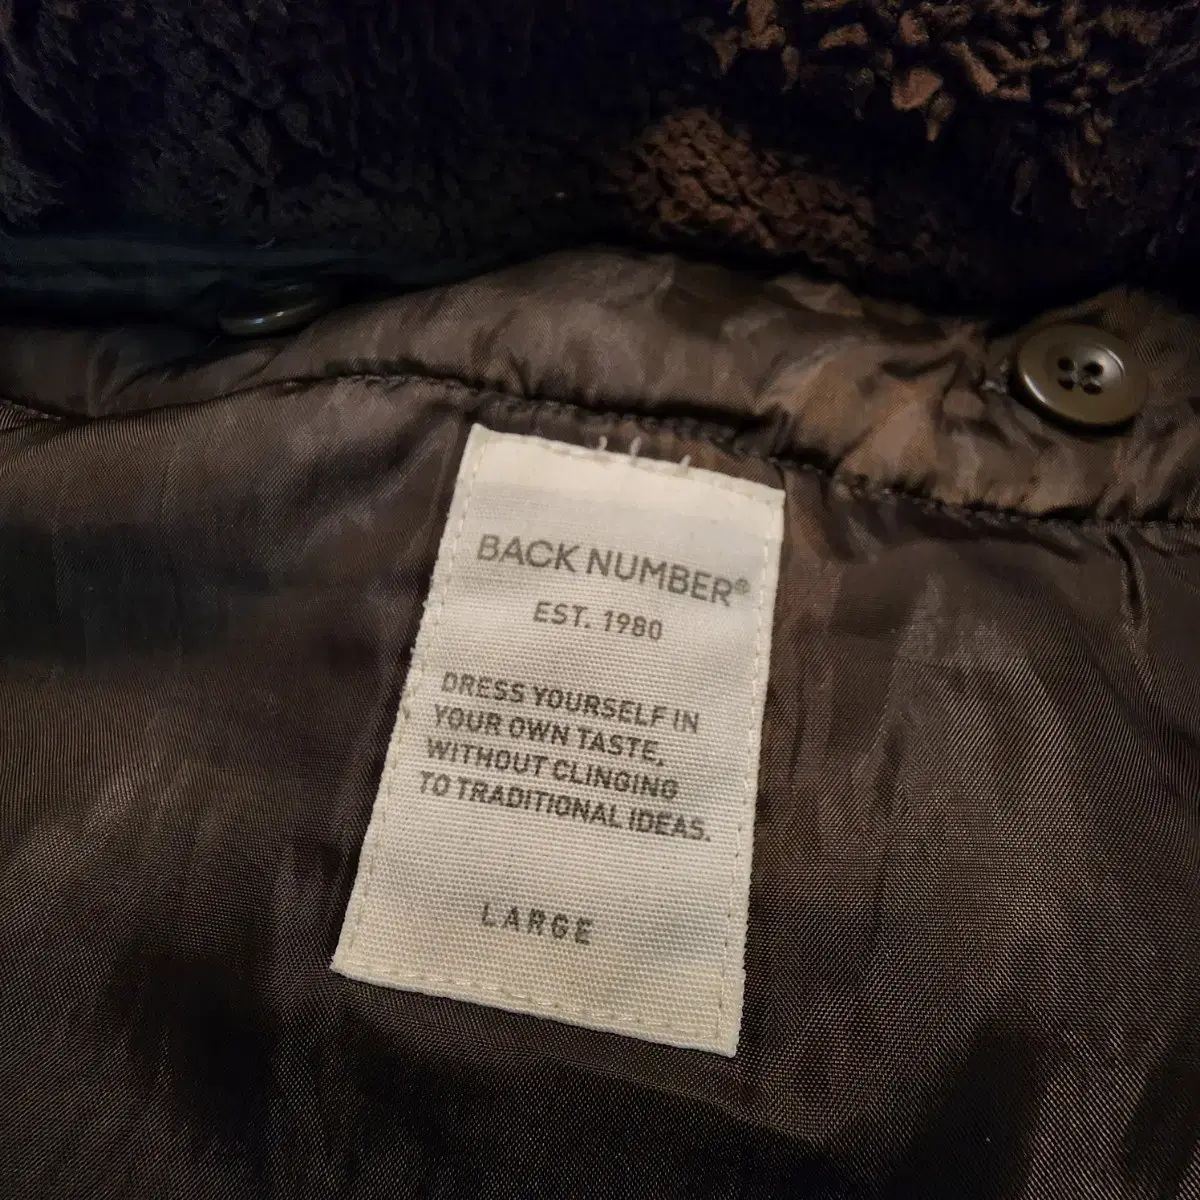 BACK NUMBER®
EST. 1980
DRESS YOURSELF IN
YOUR OWN TASTE,
WITHOUT CLINGING
TO TRADITIONAL IDEAS.
LARGE